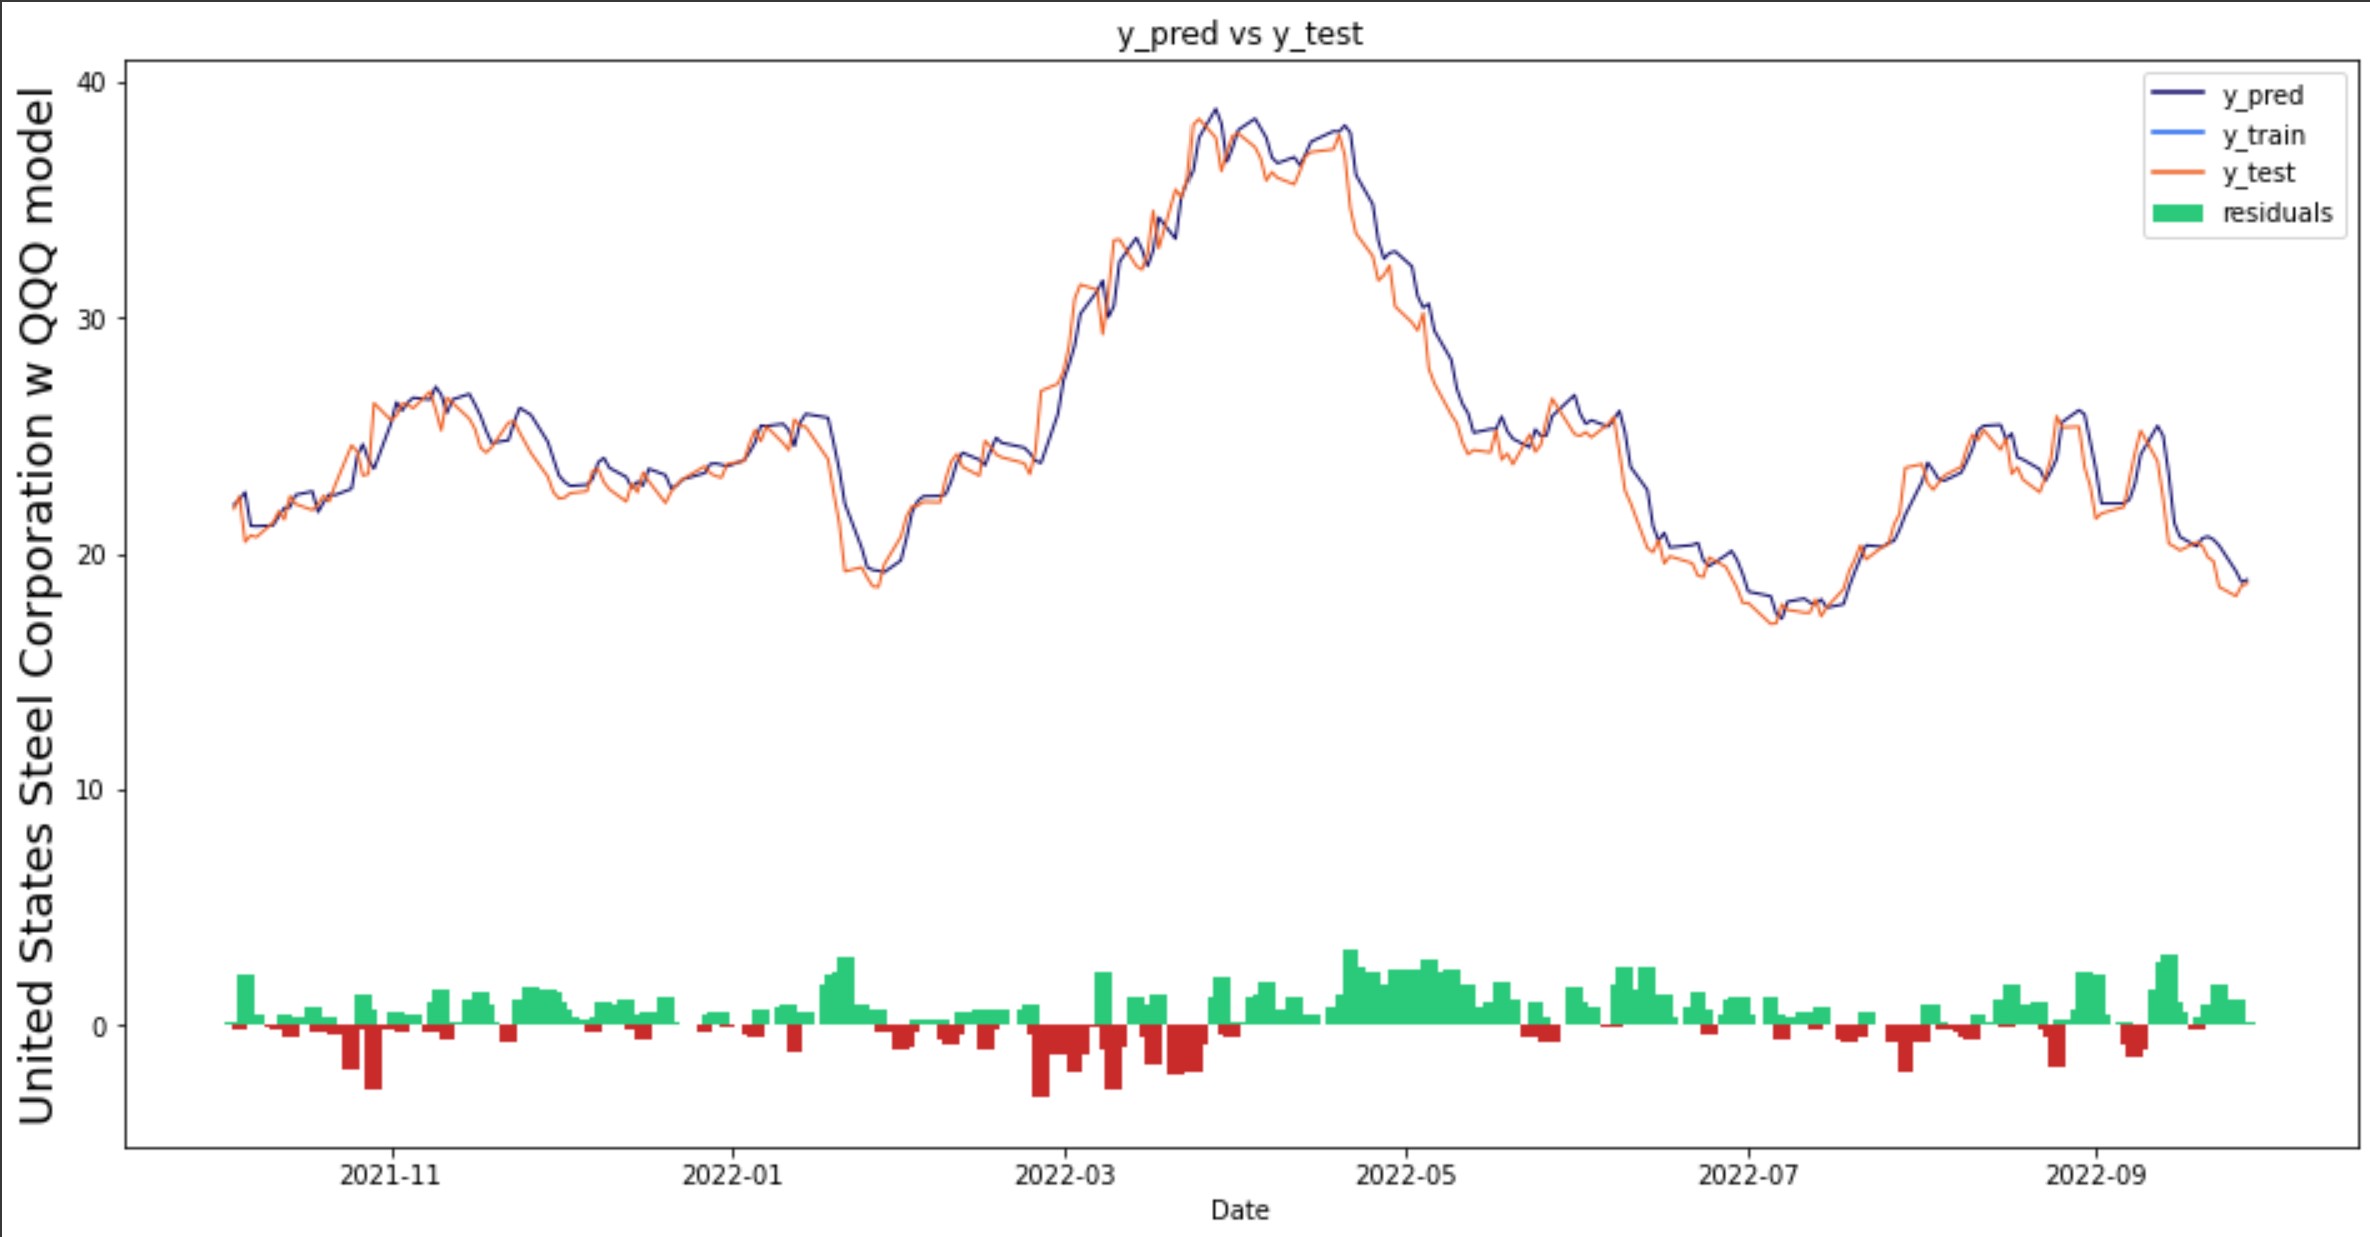 y_pred vs y_test
United States Steel Corporation w QQQ model
40
30
20
10
0
y_pred
y_train
y_test
residuals
2021-11
2022-01
2022-03
2022-05
2022-07
2022-09
Date